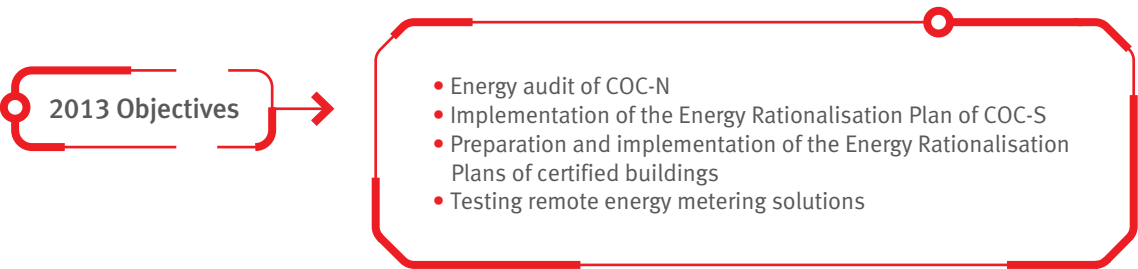 2013 Objectives
• Energy audit of COC-N
• Implementation of the Energy Rationalisation Plan of COC-S
• Preparation and implementation of the Energy Rationalisation
Plans of certified buildings
• Testing remote energy metering solutions